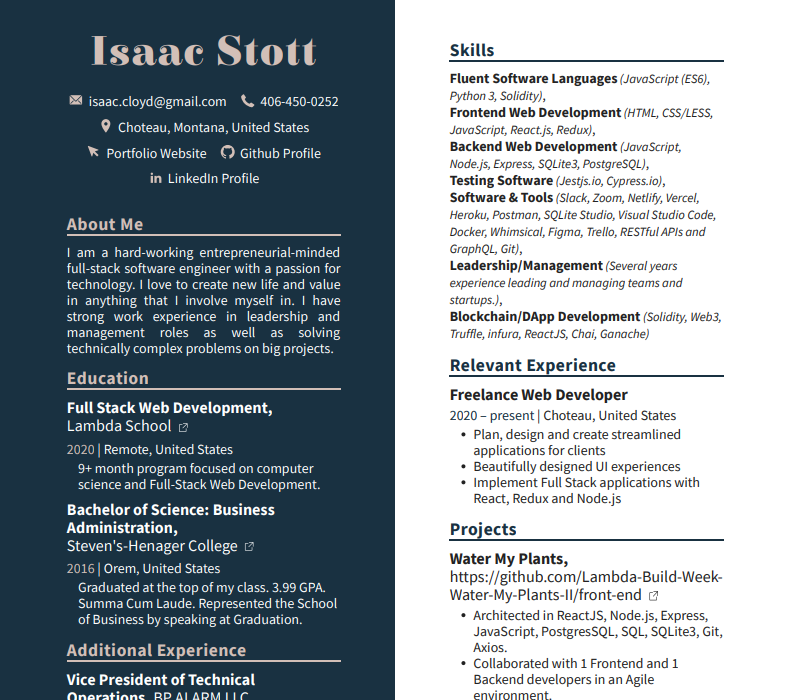 Isaac Stott
isaac.cloyd@gmail.com 406-450-0252
Choteau, Montana, United States
Portfolio Website Github Profile
LinkedIn Profile
About Me
I am a hard-working entrepreneurial-minded
full-stack software engineer with a passion for
technology. I love to create new life and value
in anything that I involve myself in. I have
strong work experience in leadership and
management roles as well as solving
technically complex problems on big projects.
Education
Full Stack Web Development,
Lambda School
2020 | Remote, United States
9+ month program focused on computer
science and Full-Stack Web Development.
Bachelor of Science: Business
Administration,
Steven's-Henager College
2016 | Orem, United States
Graduated at the top of my class. 3.99 GPA.
Summa Cum Laude. Represented the School
of Business by speaking at Graduation.
Additional Experience
Vice President of Technical
Operations, BP ALARM LLC
Skills
Fluent Software Languages (JavaScript (ES6),
Python 3, Solidity),
Frontend Web Development (HTML, CSS/LESS,
JavaScript, React.js, Redux),
Backend Web Development (JavaScript,
Node.js, Express, SQLite3, PostgreSQL),
Testing Software (Jestjs.io, Cypress.io),
Software & Tools (Slack, Zoom, Netlify, Vercel,
Heroku, Postman, SQLite Studio, Visual Studio Code,
Docker, Whimsical, Figma, Trello, RESTful APIs and
GraphQL, Git),
Leadership/Management (Several years
experience leading and managing teams and
startups.),
Blockchain/DApp Development (Solidity, Web3,
Truffle, infura, ReactJS, Chai, Ganache)
Relevant Experience
Freelance Web Developer
2020 – present | Choteau, United States
• Plan, design and create streamlined
applications for clients
• Beautifully designed UI experiences
• Implement Full Stack applications with
React, Redux and Node.js
Projects
Water My Plants,
https://github.com/Lambda-Build-Week-
Water-My-Plants-II/front-end
• Architected in ReactJS, Node.js, Express,
JavaScript, PostgresSQL, SQL, SQLite3, Git,
Axios.
• Collaborated with 1 Frontend and 1
Backend developers in an Agile
environment.